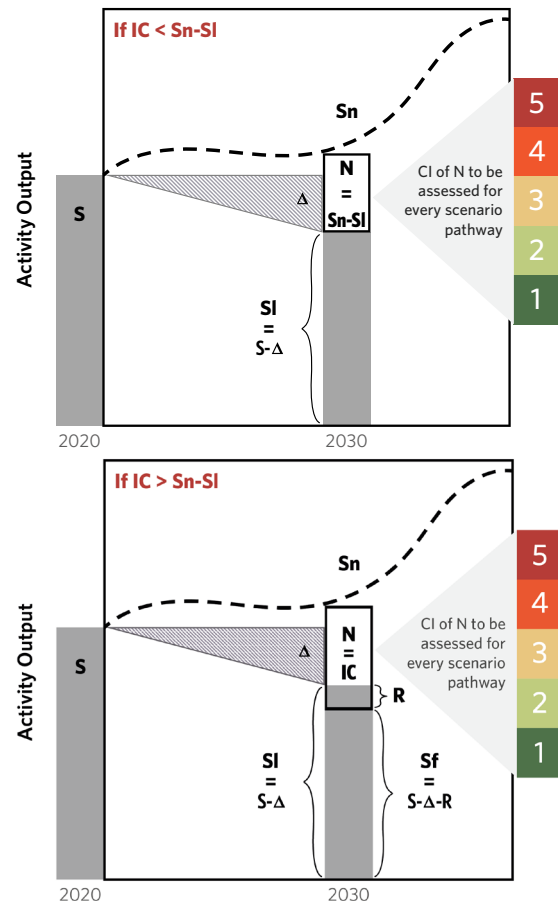 If IC < Sn-Sl
Sn
5
4
3
2
1
CI of N to be
assessed for
every scenario
pathway
N
=
Sn-Sl
Δ
S
Activity Output
Sl
=
S-Δ
2020
2030
If IC > Sn-Sl
Sn
5
4
3
2
1
CI of N to be
assessed for
every scenario
pathway
N
=
IC
Δ
S
R
Activity Output
Sl
=
S-Δ
Sf
=
S-Δ-R
2020
2030